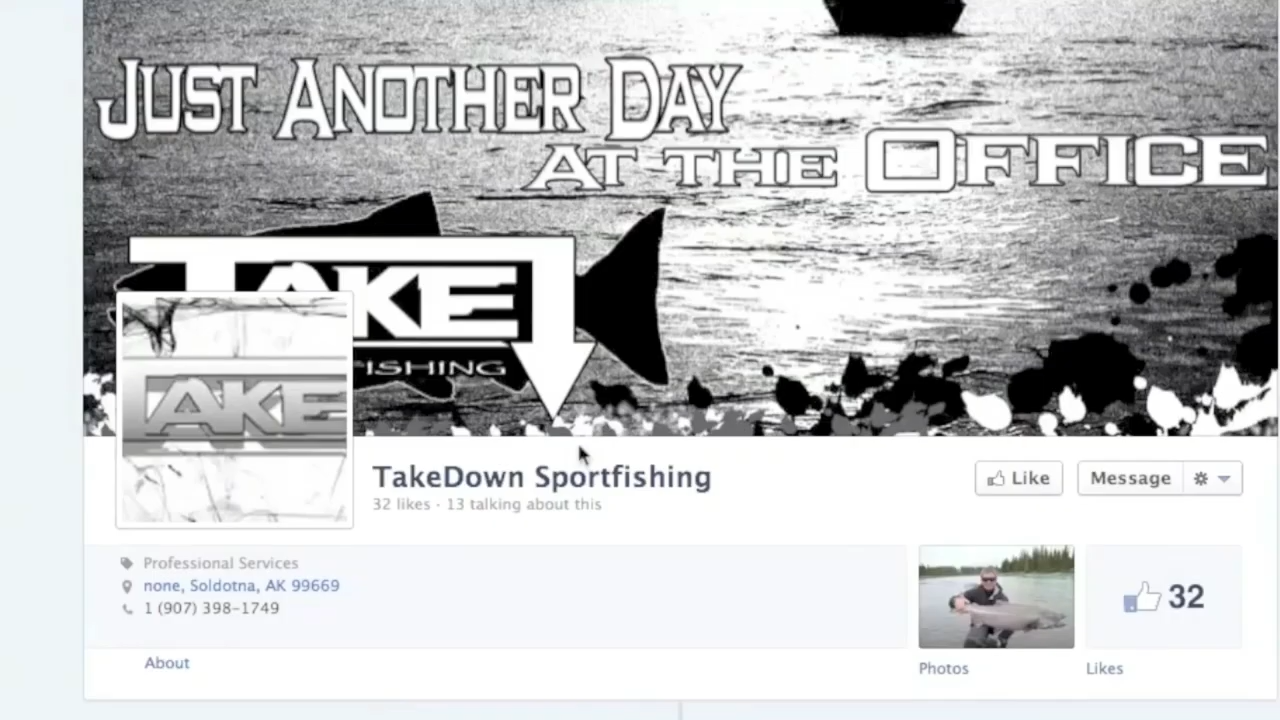 JUST ANOTHER DAY
AT THE OFFICE
TAKE
FISHING
TAKE
TakeDown Sportfishing
32 likes · 13 talking about this
Like
Message
Professional Services
none, Soldotna, AK 99669
1 (907) 398-1749
32
About
Photos
Likes